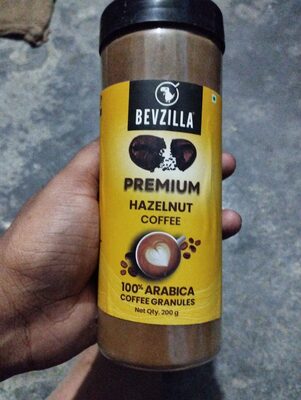 BEVZILLA
PREMIUM
HAZELNUT
COFFEE
100% ARABICA
COFFEE GRANULES
Net Qty. 200 g